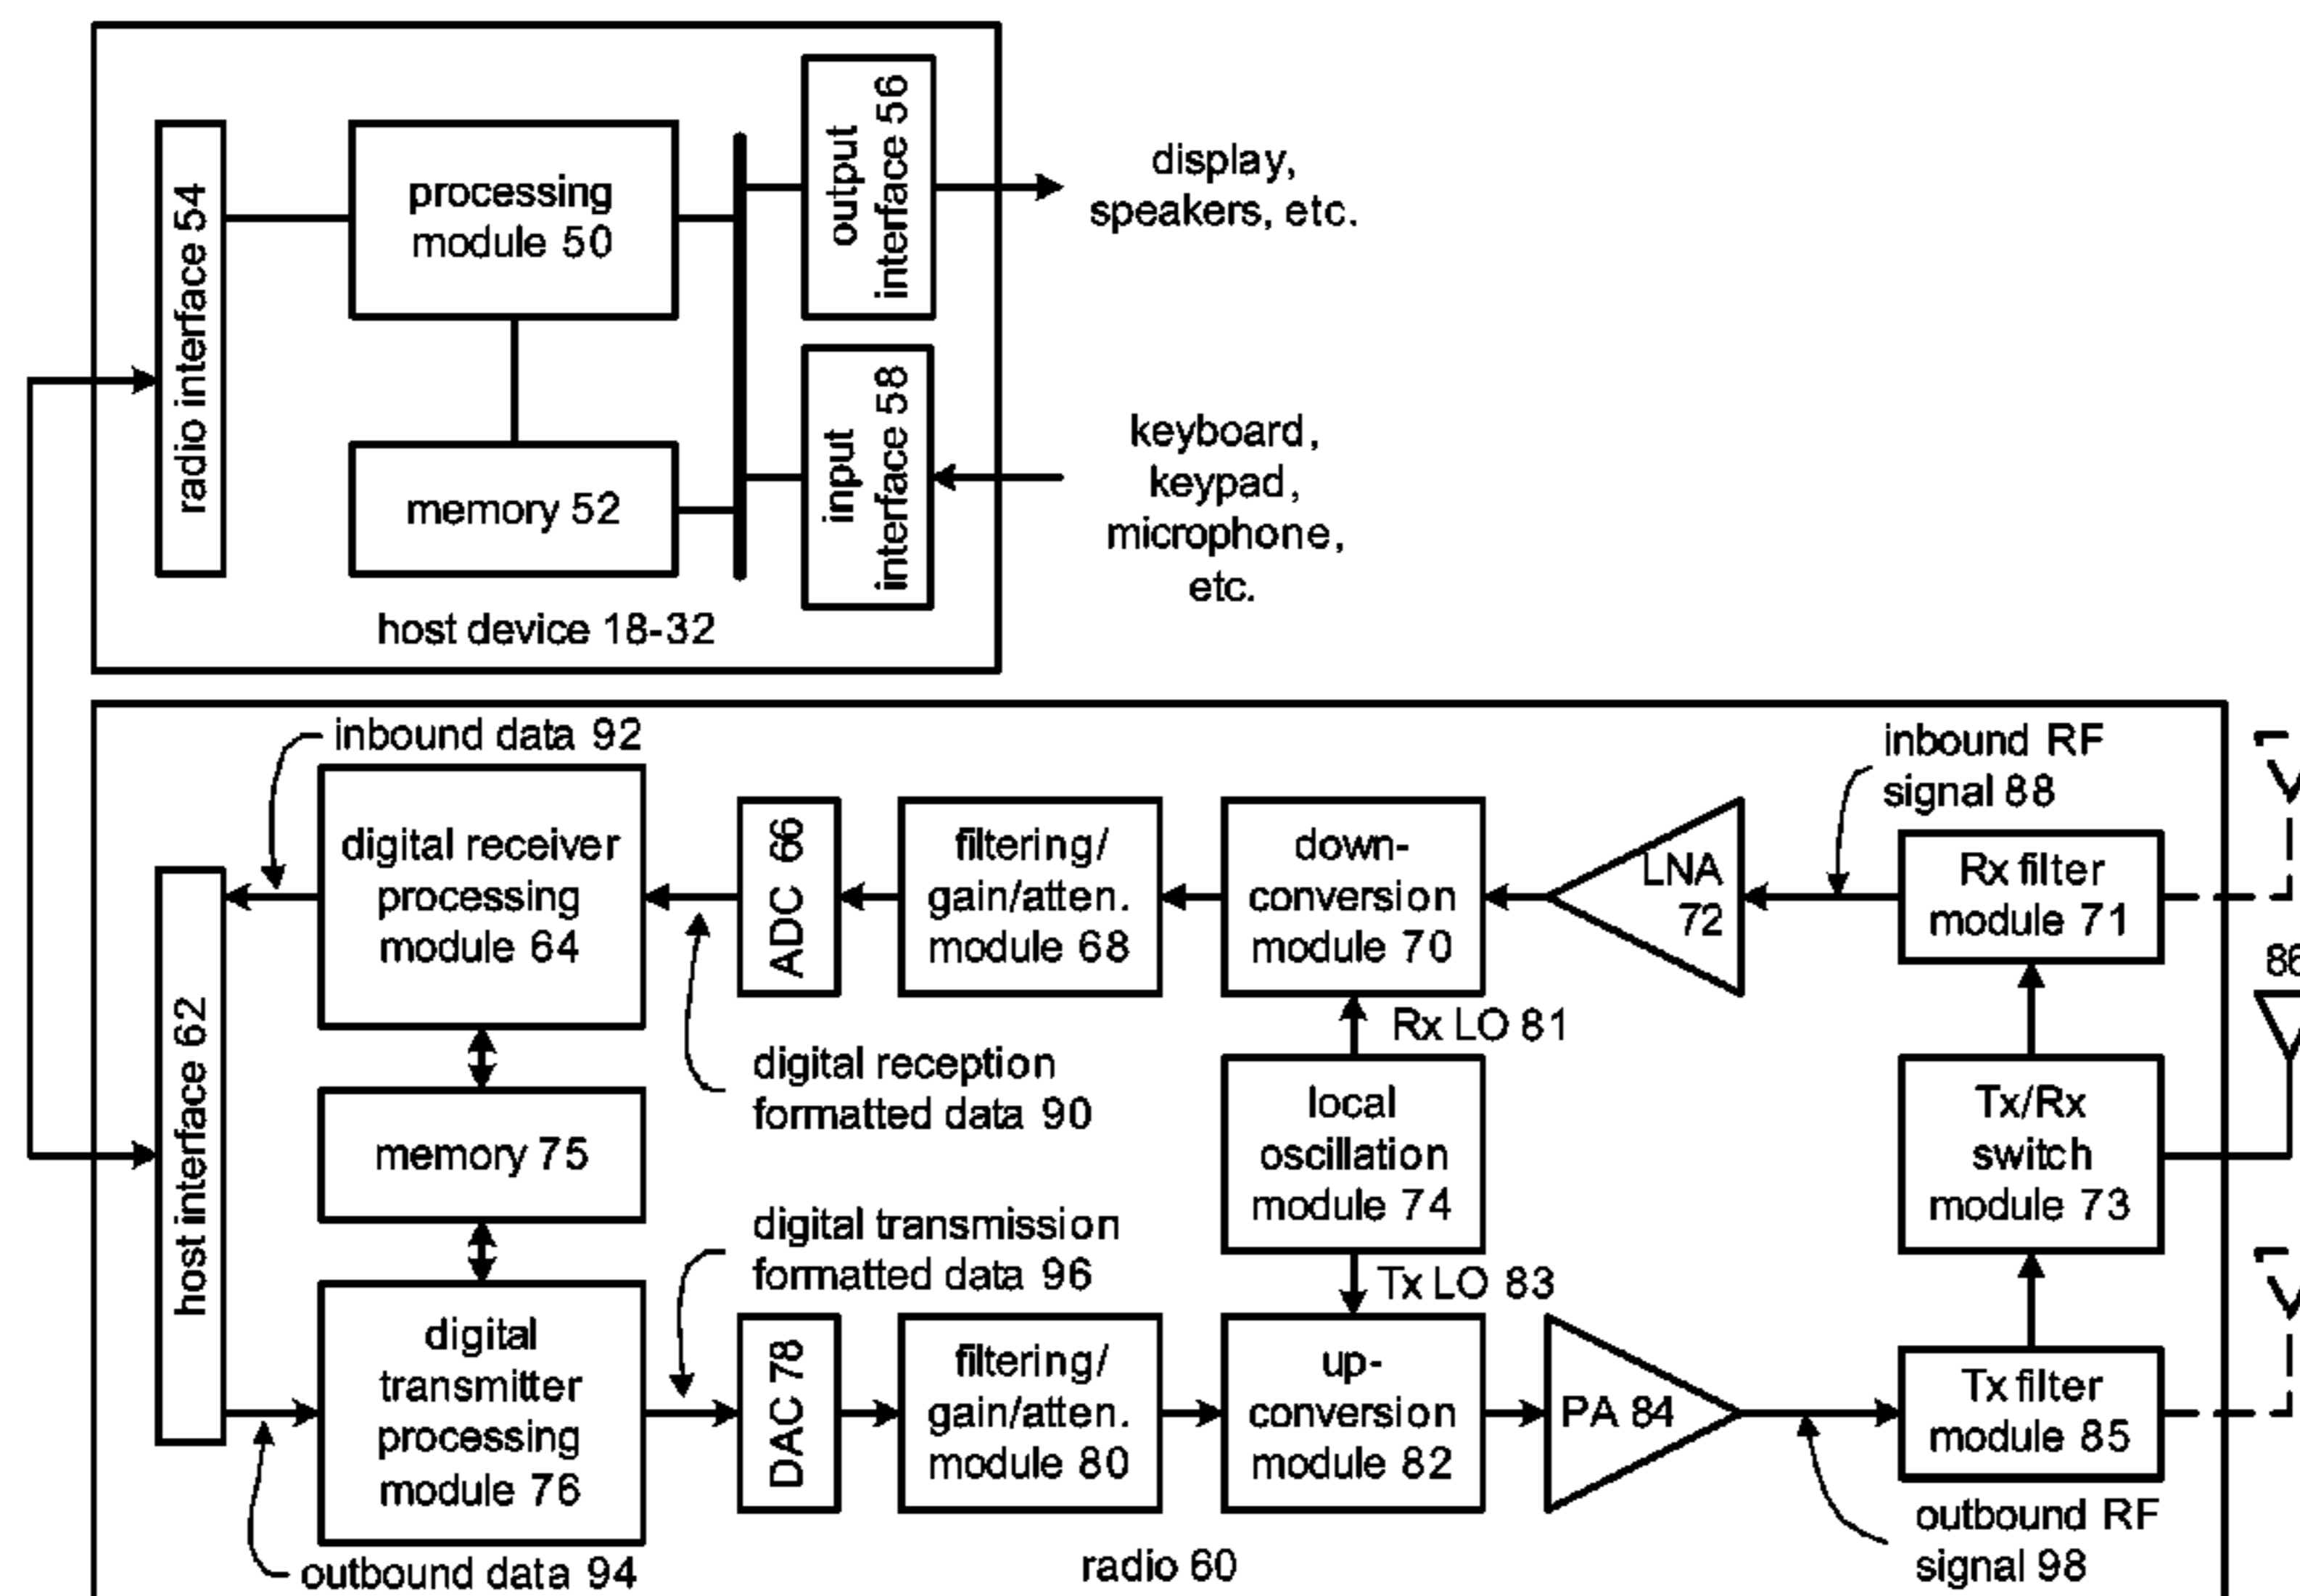 radio interface 54
processing
module 50
memory 52
output
interface 56
input
interface 58
display,
speakers, etc.
keyboard,
keypad,
microphone,
etc.
host device 18-32
inbound data 92
host interface 62
digital receiver
processing
module 64
ADC 66
filtering/
gain/atten.
module 68
down-
conversion
module 70
LNA
72
inbound RF
signal 88
Rx filter
module 71
86
Rx LO 81
digital reception
formatted data 90
memory 75
local
oscillation
module 74
Tx/Rx
switch
module 73
digital transmission
formatted data 96
Tx LO 83
digital
transmitter
processing
module 76
DAC 78
filtering/
gain/atten.
module 80
up-
conversion
module 82
PA 84
Tx filter
module 85
outbound RF
signal 98
outbound data 94
radio 60